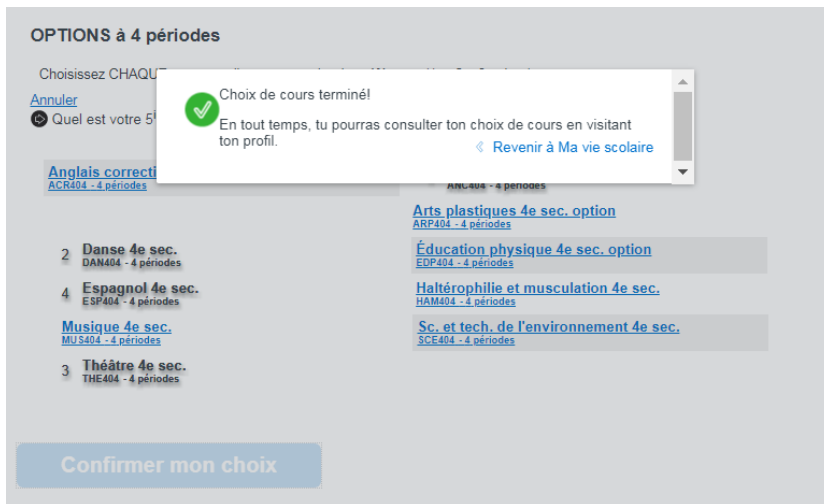 OPTIONS à 4 périodes
Choisissez CHAQU
Choix de cours terminé!
Annuler
Quel est votre 5
En tout temps, tu pourras consulter ton choix de cours en visitant
ton profil.
Revenir à Ma vie scolaire
Anglais correcti
ACR404 - 4 périodes
ANC404 - 4 périodes
Arts plastiques 4e sec. option
ARP404 - 4 périodes
2 Danse 4e sec.
DAN404 - 4 périodes
Éducation physique 4e sec. option
EDP404 - 4 périodes
4 Espagnol 4e sec.
ESP404 - 4 périodes
Haltérophilie et musculation 4e sec.
HAM404 - 4 périodes
Musique 4e sec.
MUS404 - 4 périodes
Sc. et tech. de l'environnement 4e sec.
SCE404 - 4 périodes
3 Théâtre 4e sec.
THE404 - 4 périodes
Confirmer mon choix